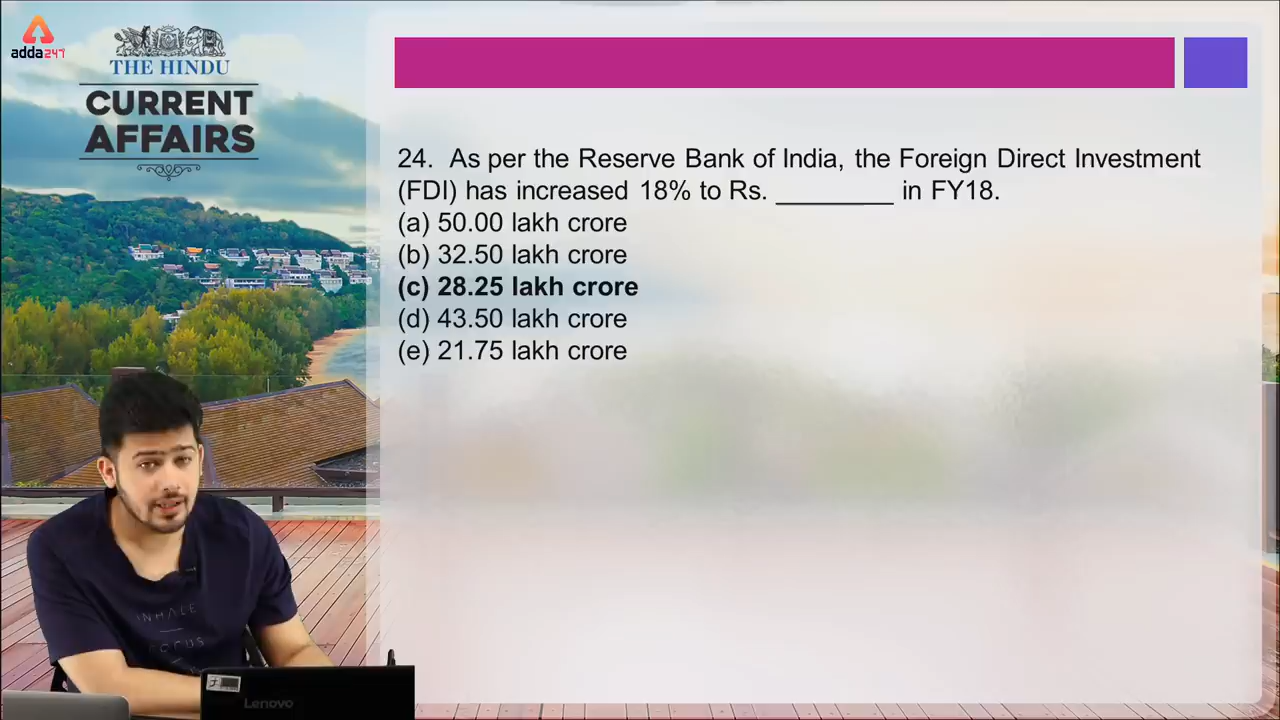 adda247
THE HINDU
CURRENT
AFFAIRS
24. As per the Reserve Bank of India, the Foreign Direct Investment
(FDI) has increased 18% to Rs. ________ in FY18.
(a) 50.00 lakh crore
(b) 32.50 lakh crore
(c) 28.25 lakh crore
(d) 43.50 lakh crore
(e) 21.75 lakh crore
INHALE
FOCUS
Lenovo